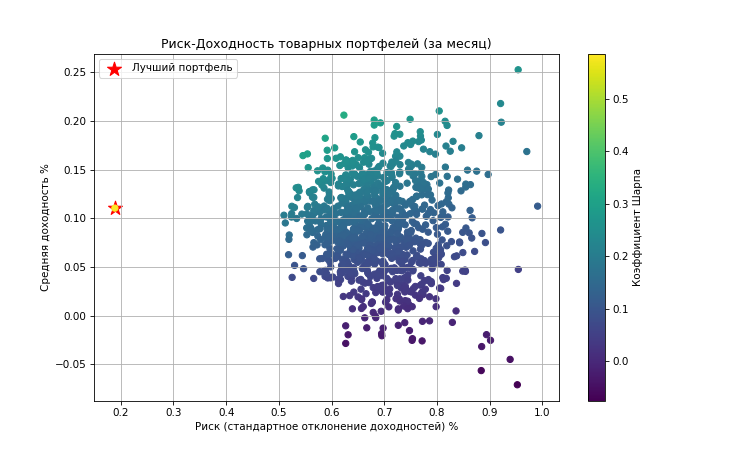 Риск-Доходность товарных портфелей (за месяц)
Лучший портфель
Средняя доходность %
0.25
0.20
0.15
0.10
0.05
0.00
−0.05
0.2 0.3 0.4 0.5 0.6 0.7 0.8 0.9 1.0
Риск (стандартное отклонение доходностей) %
0.5
0.4
0.3
0.2
0.1
0.0
Коэффициент Шарпа